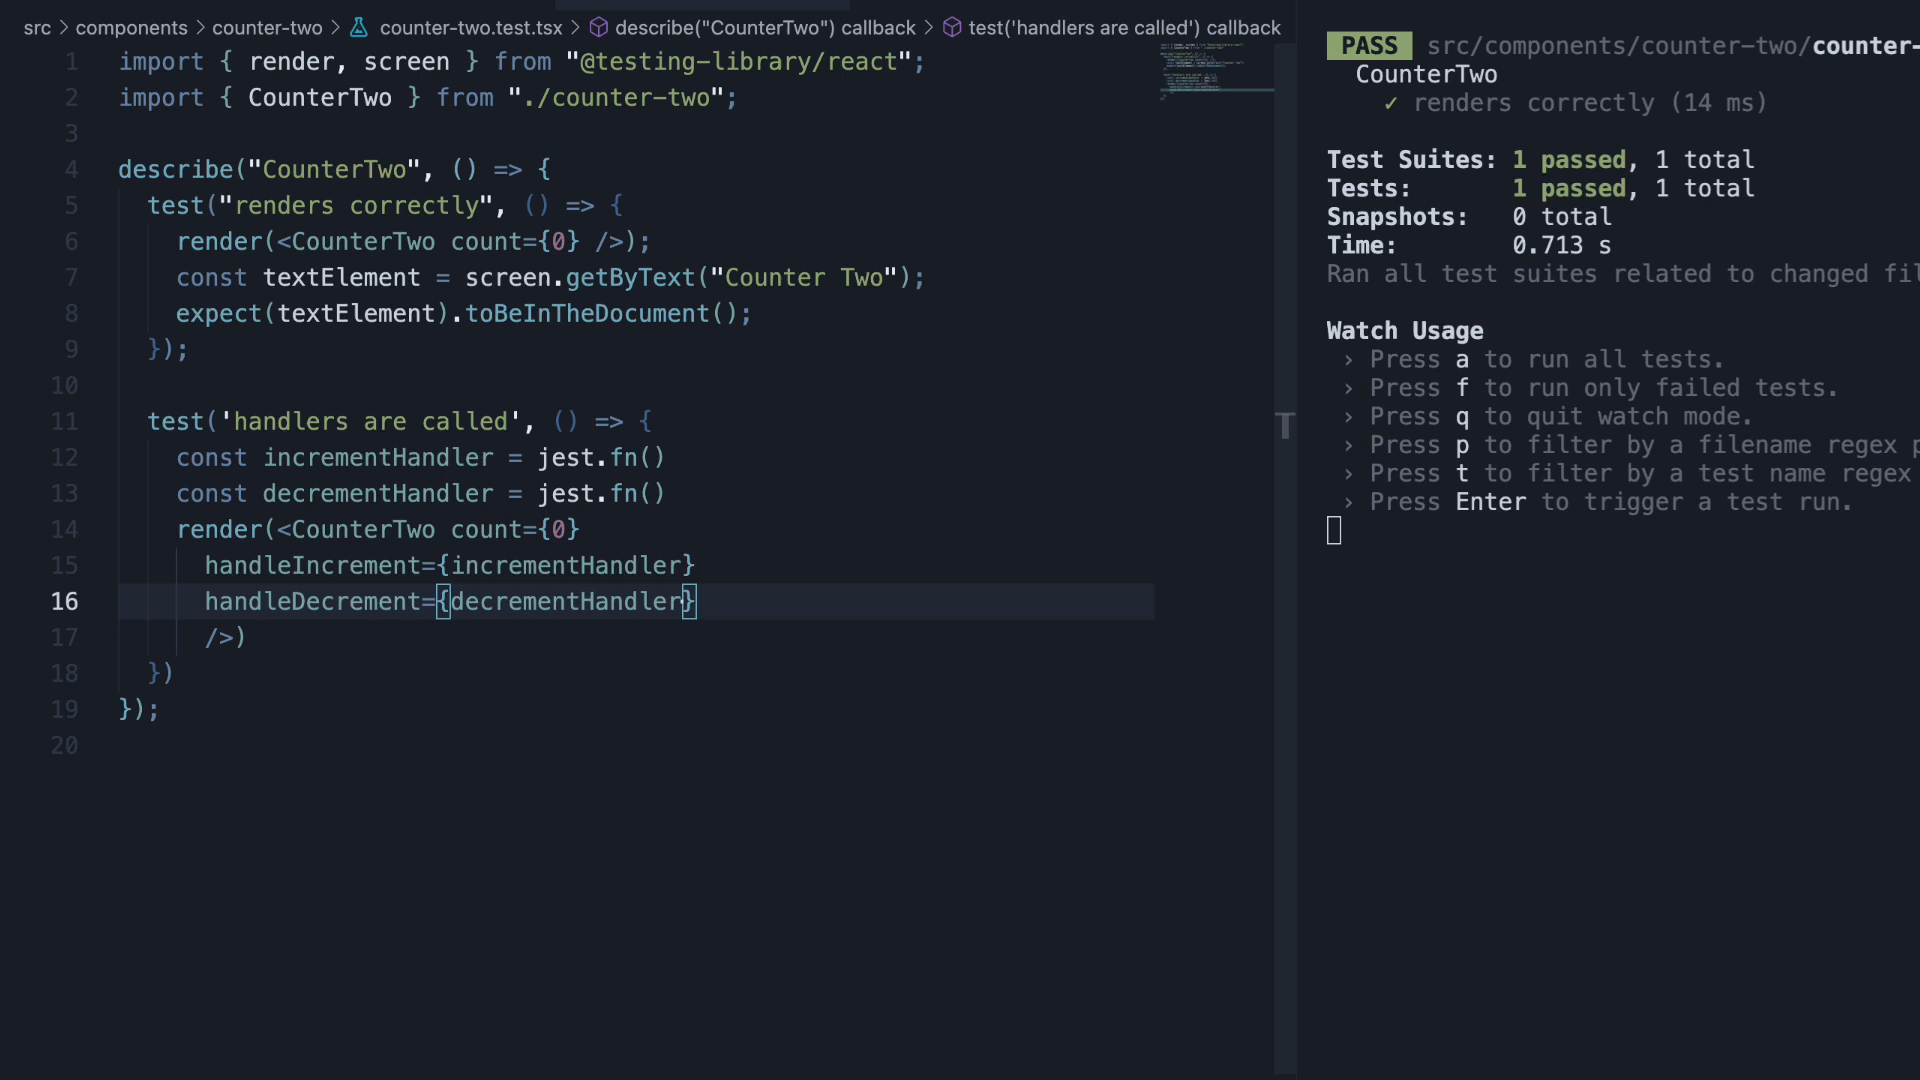 src > components > counter-two > counter-two.test.tsx > describe("CounterTwo") callback > test('handlers are called') callback
1 import { render, screen } from "@testing-library/react";
2 import { CounterTwo } from "./counter-two";
3
4 describe("CounterTwo", () => {
5 test("renders correctly", () => {
6 render(<CounterTwo count={0} />);
7 const textElement = screen.getByText("Counter Two");
8 expect(textElement).toBeInTheDocument();
9 });
10
11 test('handlers are called', () => {
12 const incrementHandler = jest.fn()
13 const decrementHandler = jest.fn()
14 render(<CounterTwo count={0}
15 handleIncrement={incrementHandler}
16 handleDecrement={decrementHandler}
17 />)
18 })
19 });
20
T
PASS src/components/counter-two/counter-
CounterTwo
✓ renders correctly (14 ms)
Test Suites: 1 passed, 1 total
Tests: 1 passed, 1 total
Snapshots: 0 total
Time: 0.713 s
Ran all test suites related to changed fil
Watch Usage
› Press a to run all tests.
› Press f to run only failed tests.
› Press q to quit watch mode.
› Press p to filter by a filename regex p
› Press t to filter by a test name regex
› Press Enter to trigger a test run.